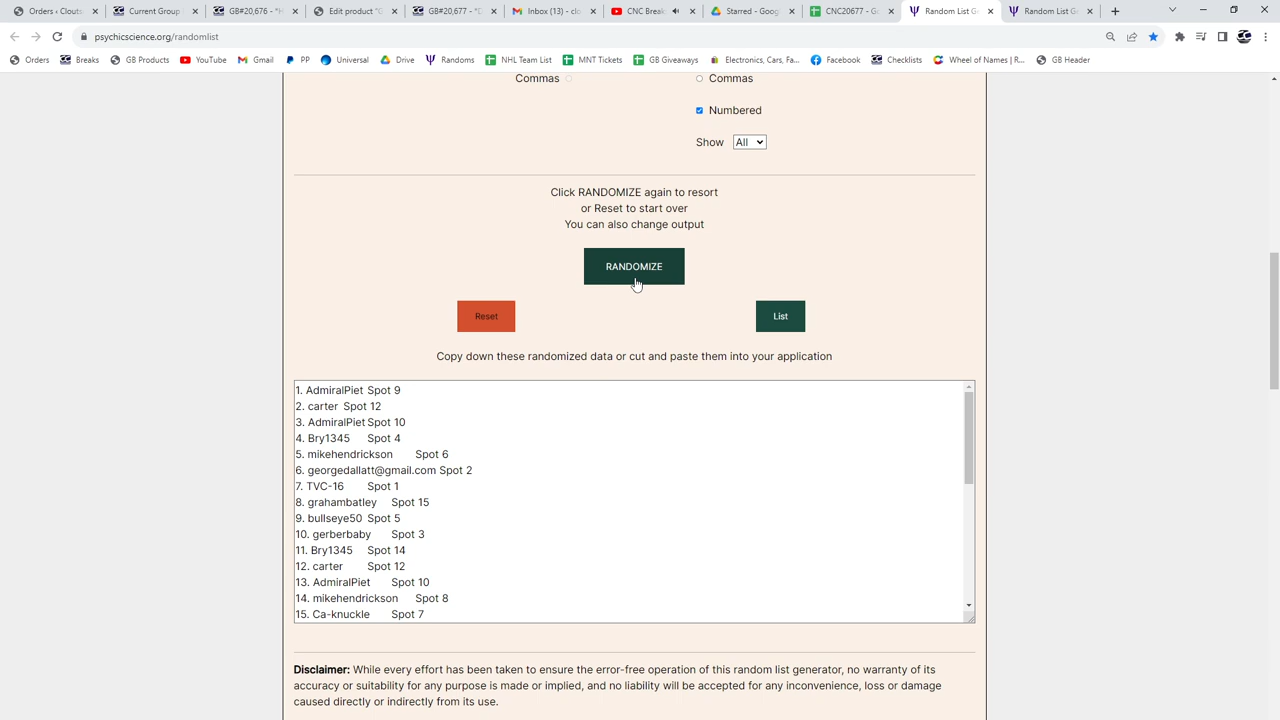 Orders < Clouts
Current Group
GB#20,676 - "H
Edit product "G
GB#20,677 - "D
Inbox (13) - clo
CNC Break
Starred - Goog
CNC20677 - G
Random List Ge
Random List Ge
psychicscience.org/randomlist
Orders
Breaks
GB Products
YouTube
Gmail
PP
Universal
Drive
Randoms
NHL Team List
MNT Tickets
GB Giveaways
Electronics, Cars, Fa...
Facebook
Checklists
Wheel of Names | R...
GB Header
Commas Commas
Numbered
Show All
Click RANDOMIZE again to resort
or Reset to start over
You can also change output
RANDOMIZE
Reset List
Copy down these randomized data or cut and paste them into your application
1. AdmiralPiet Spot 9
2. carter Spot 12
3. AdmiralPiet Spot 10
4. Bry1345 Spot 4
5. mikehendrickson Spot 6
6. georgedallatt@gmail.com Spot 2
7. TVC-16 Spot 1
8. grahambatley Spot 15
9. bullseye50 Spot 5
10. gerberbaby Spot 3
11. Bry1345 Spot 14
12. carter Spot 12
13. AdmiralPiet Spot 10
14. mikehendrickson Spot 8
15. Ca-knuckle Spot 7
Disclaimer: While every effort has been taken to ensure the error-free operation of this random list generator, no warranty of its
accuracy or suitability for any purpose is made or implied, and no liability will be accepted for any inconvenience, loss or damage
caused directly or indirectly from its use.